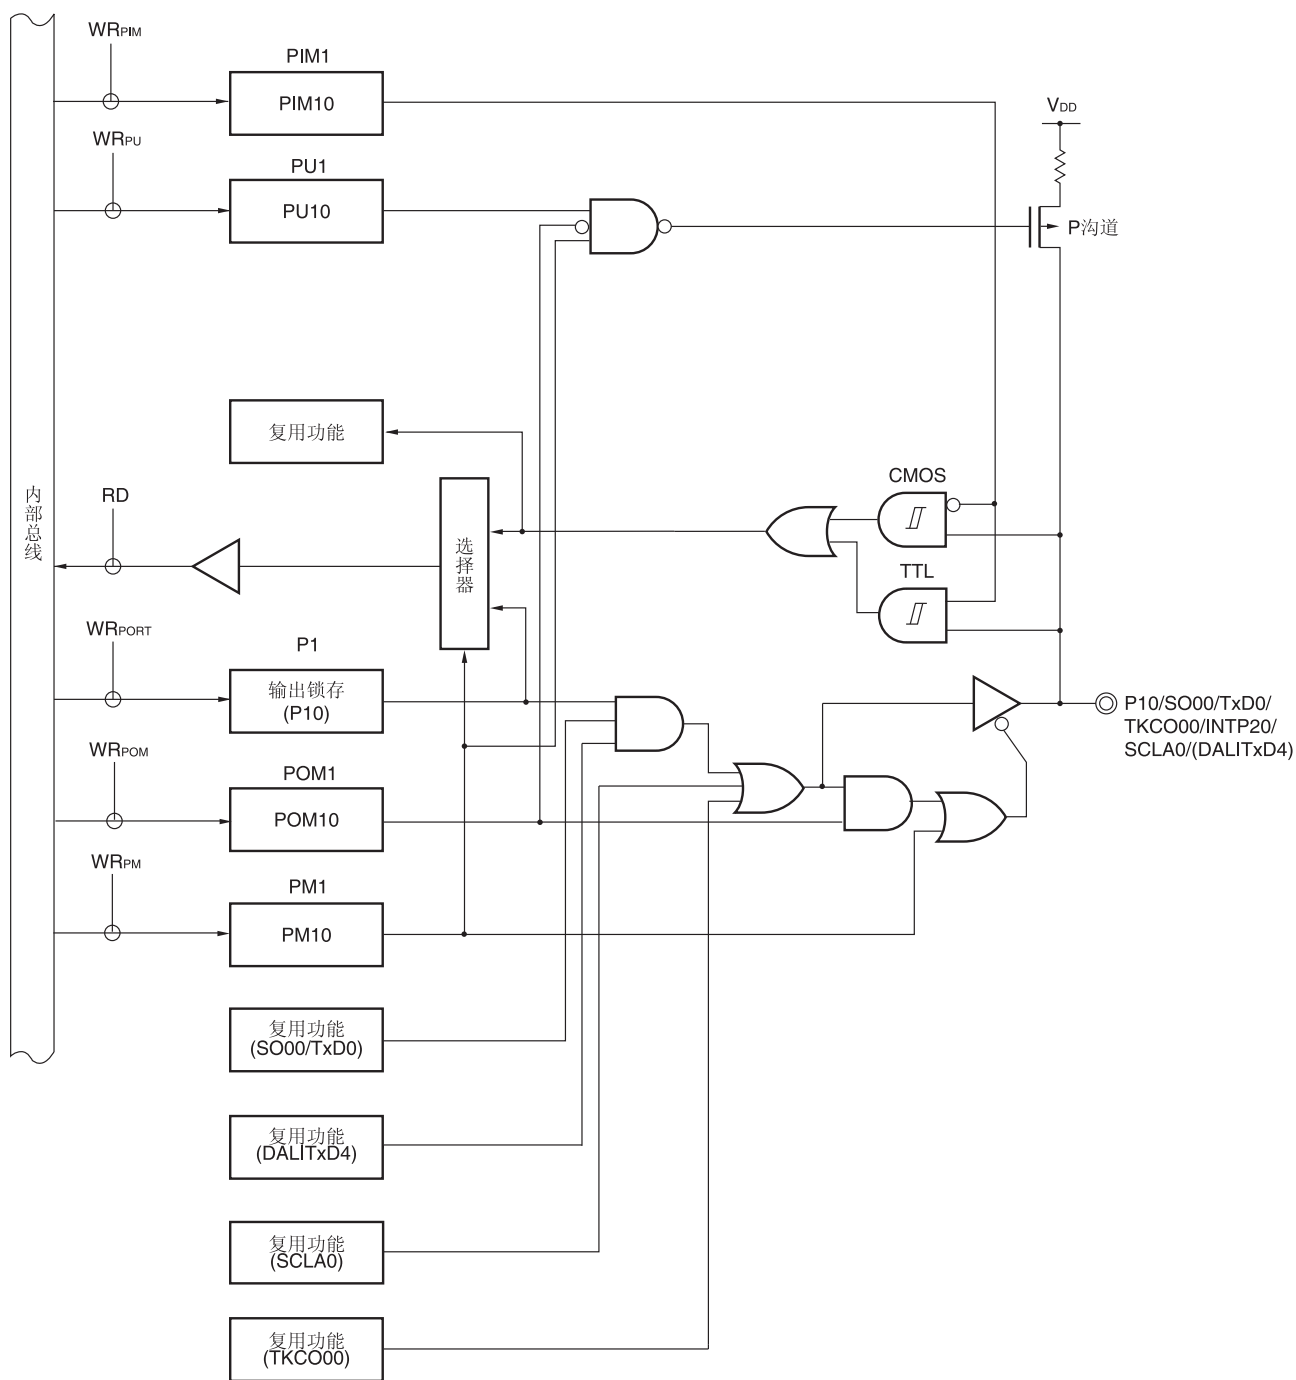 WRPIM
PIM1
PIM10
VDD
WRPU
PU1
PU10
P沟道
复用功能
CMOS
内部总线
RD
选择器
TTL
WRPORT
P1
输出锁存
(P10)
P10/SO00/TxD0/
TKCO00/INTP20/
SCLA0/(DALITxD4)
WRPOM
POM1
POM10
WRPM
PM1
PM10
复用功能
(SO00/TxD0)
复用功能
(DALITxD4)
复用功能
(SCLA0)
复用功能
(TKCO00)